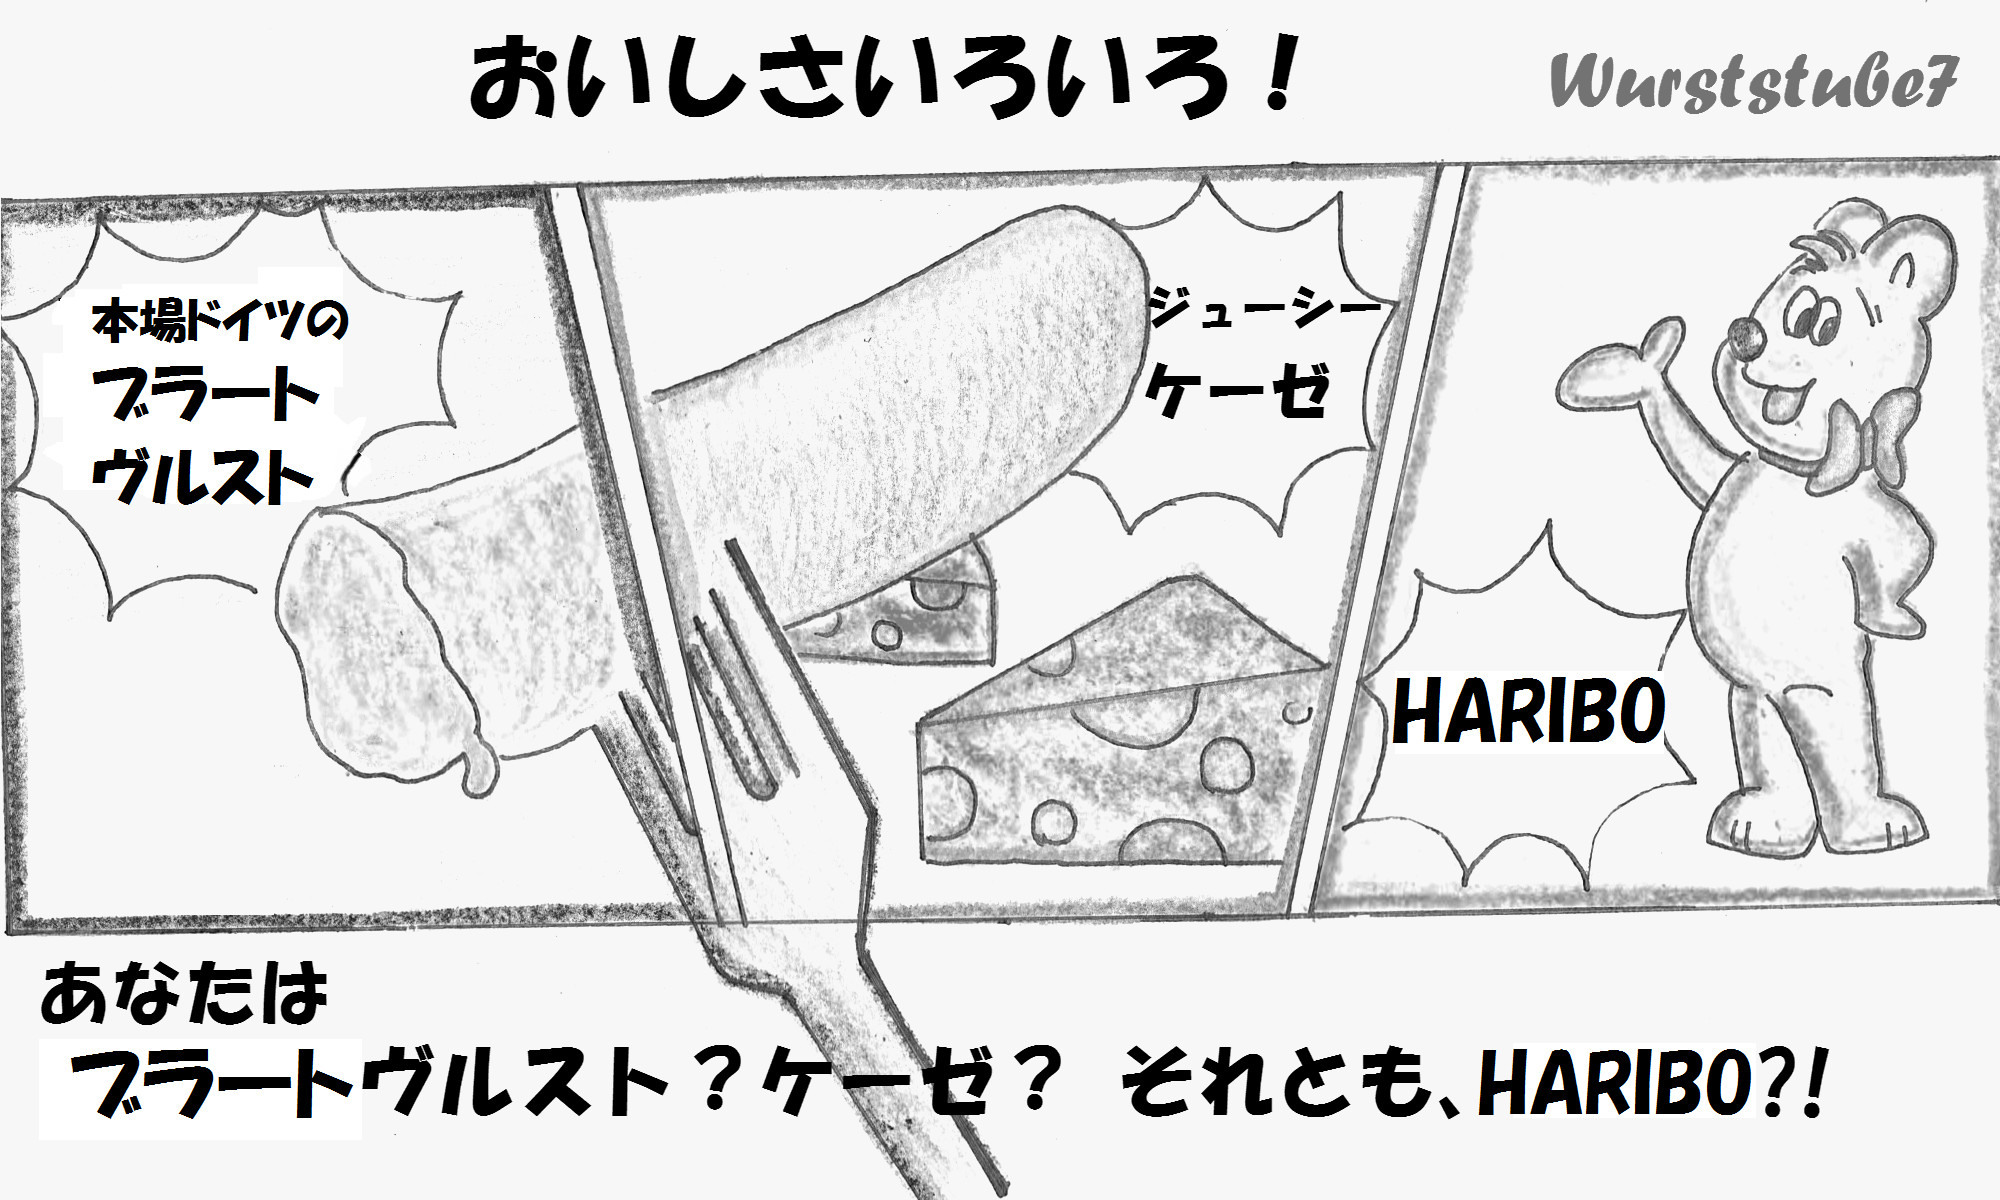 おいしさいろいろ！
Wurststube7
本場ドイツの
ブラート
ヴルスト
ジューシー
ケーゼ
HARIBO
あなたは
ブラートヴルスト？ケーゼ？　それとも、HARIBO?!